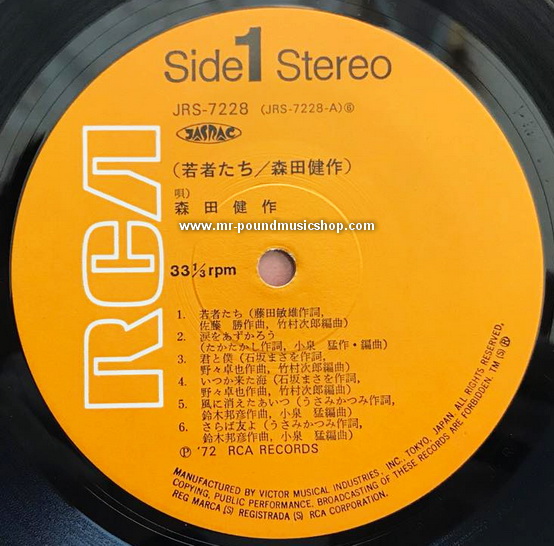 Side 1 Stereo
JRS-7228 (JRS-7228-A)⑥
JASRAC
RCA
(若者たち/森田健作)
唄)
森田健作
www.mr-poundmusicshop.com
33 1/3 rpm
1. 若者たち(藤田敏雄作詞,
佐藤 勝作曲, 竹村次郎編曲)
2. 涙をあずかろう
(たかたかし作詞, 小泉 猛作・編曲)
3. 君と僕(石坂まさを作詞,
野々卓也作曲, 竹村次郎編曲)
4. いつか来た海(石坂まさを作詞,
野々卓也作曲, 竹村次郎編曲)
5. 風に消えたあいつ(うさみかつみ作詞,
鈴木邦彦作曲, 小泉 猛編曲)
6. さらば友よ(うさみかつみ作詞,
鈴木邦彦作曲, 小泉 猛編曲)
Ⓟ '72 RCA RECORDS
MANUFACTURED BY VICTOR MUSICAL INDUSTRIES, INC., TOKYO, JAPAN. ALL RIGHTS RESERVED, Ⓟ
COPYING, PUBLIC PERFORMANCE, BROADCASTING OF THESE RECORDS ARE FORBIDDEN. TM(S)®
REG MARCA(S) REGISTRADA(S) RCA CORPORATION.